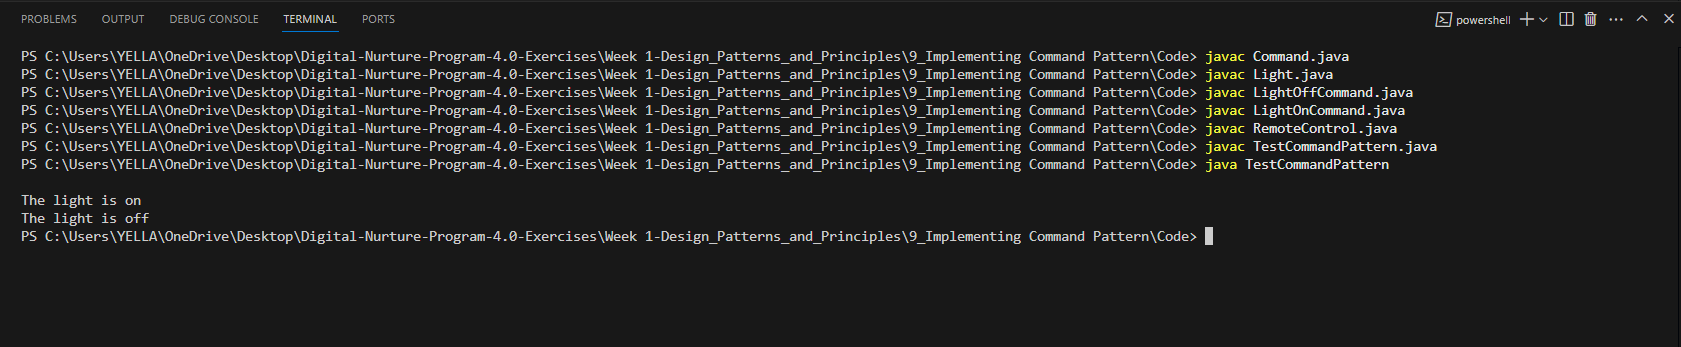 PROBLEMS OUTPUT DEBUG CONSOLE TERMINAL PORTS powershell
PS C:\Users\YELLA\OneDrive\Desktop\Digital-Nurture-Program-4.0-Exercises\Week 1-Design_Patterns_and_Principles\9_Implementing Command Pattern\Code> javac Command.java
PS C:\Users\YELLA\OneDrive\Desktop\Digital-Nurture-Program-4.0-Exercises\Week 1-Design_Patterns_and_Principles\9_Implementing Command Pattern\Code> javac Light.java
PS C:\Users\YELLA\OneDrive\Desktop\Digital-Nurture-Program-4.0-Exercises\Week 1-Design_Patterns_and_Principles\9_Implementing Command Pattern\Code> javac LightOffCommand.java
PS C:\Users\YELLA\OneDrive\Desktop\Digital-Nurture-Program-4.0-Exercises\Week 1-Design_Patterns_and_Principles\9_Implementing Command Pattern\Code> javac LightOnCommand.java
PS C:\Users\YELLA\OneDrive\Desktop\Digital-Nurture-Program-4.0-Exercises\Week 1-Design_Patterns_and_Principles\9_Implementing Command Pattern\Code> javac RemoteControl.java
PS C:\Users\YELLA\OneDrive\Desktop\Digital-Nurture-Program-4.0-Exercises\Week 1-Design_Patterns_and_Principles\9_Implementing Command Pattern\Code> javac TestCommandPattern.java
PS C:\Users\YELLA\OneDrive\Desktop\Digital-Nurture-Program-4.0-Exercises\Week 1-Design_Patterns_and_Principles\9_Implementing Command Pattern\Code> java TestCommandPattern
The light is on
The light is off
PS C:\Users\YELLA\OneDrive\Desktop\Digital-Nurture-Program-4.0-Exercises\Week 1-Design_Patterns_and_Principles\9_Implementing Command Pattern\Code>